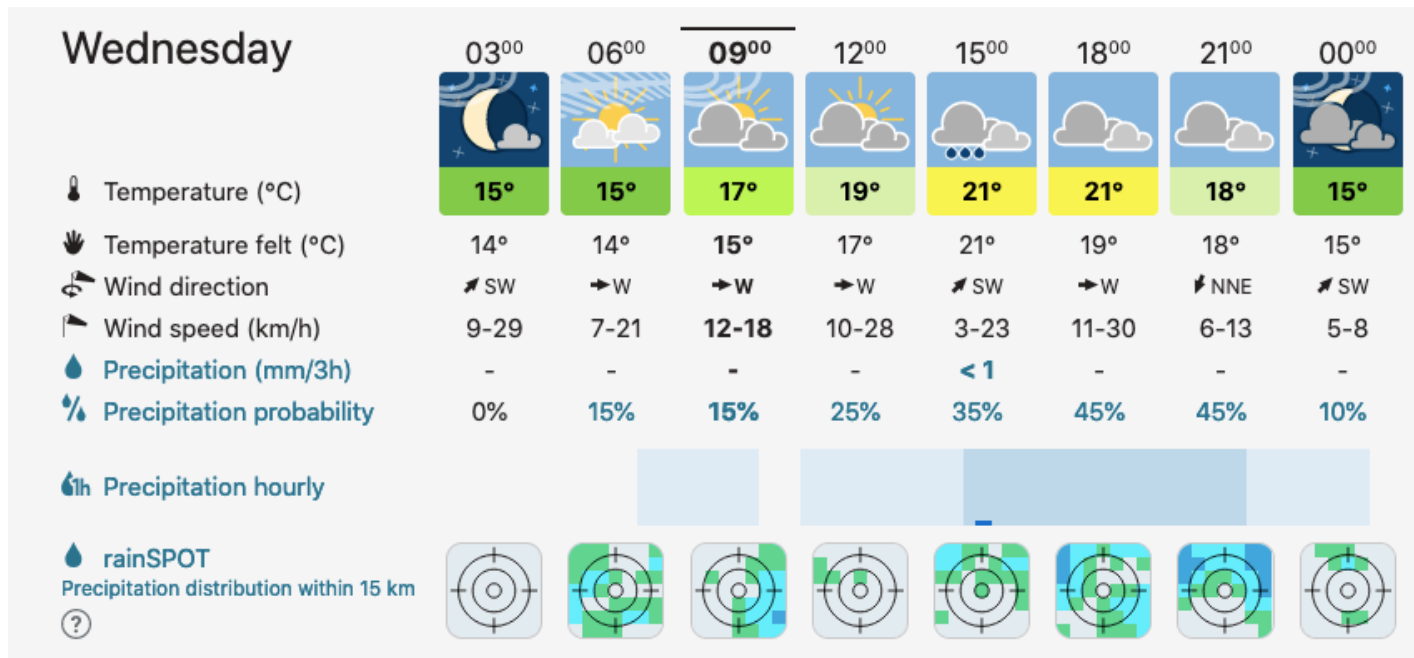 Wednesday 03⁰⁰ 06⁰⁰ 09⁰⁰ 12⁰⁰ 15⁰⁰ 18⁰⁰ 21⁰⁰ 00⁰⁰
Temperature (°C) 15° 15° 17° 19° 21° 21° 18° 15°
Temperature felt (°C) 14° 14° 15° 17° 21° 19° 18° 15°
Wind direction SW W W W SW W NNE SW
Wind speed (km/h) 9-29 7-21 12-18 10-28 3-23 11-30 6-13 5-8
Precipitation (mm/3h) - - - - < 1 - - -
Precipitation probability 0% 15% 15% 25% 35% 45% 45% 10%
1h Precipitation hourly
rainSPOT
Precipitation distribution within 15 km
?